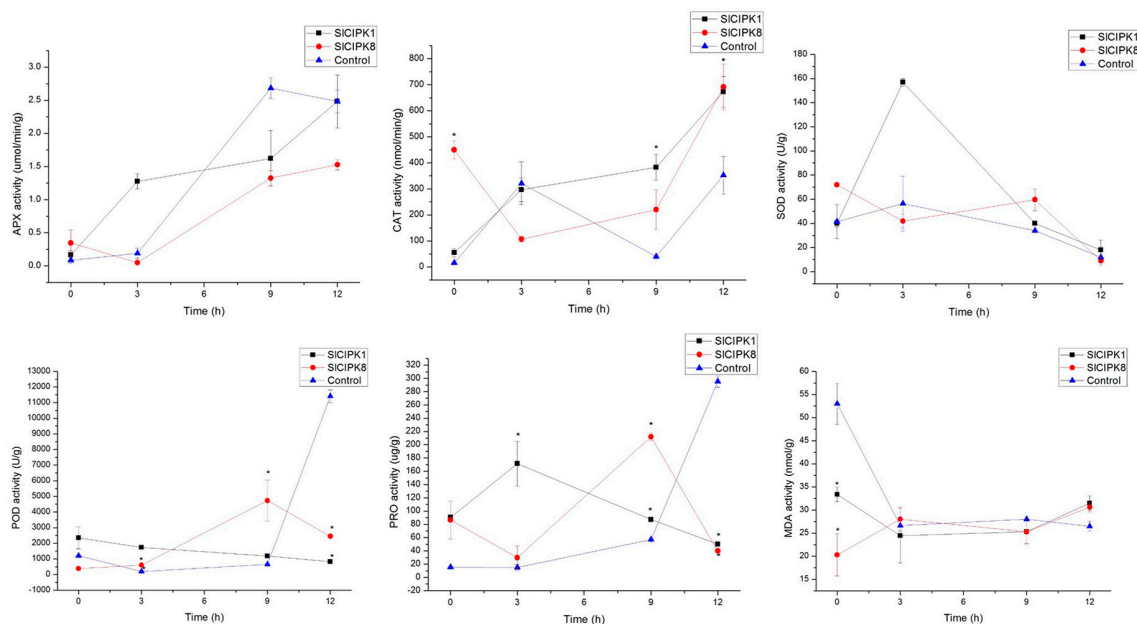 SlCIPK1
SlCIPK8
Control
APX activity (umol/min/g)
3.0
2.5
2.0
1.5
1.0
0.5
0.0
0 3 6 9 12
Time (h)
SlCIPK1
SlCIPK8
Control
CAT activity (nmol/min/g)
800
700
600
500
400
300
200
100
0
* * *
0 3 6 9 12
Time (h)
SlCIPK1
SlCIPK8
Control
SOD activity (U/g)
180
160
140
120
100
80
60
40
20
0
0 3 6 9 12
Time (h)
SlCIPK1
SlCIPK8
Control
POD activity (U/g)
13000
12000
11000
10000
9000
8000
7000
6000
5000
4000
3000
2000
1000
0
-1000
* * * *
0 3 6 9 12
Time (h)
SlCIPK1
SlCIPK8
Control
PRO activity (ug/g)
320
300
280
260
240
220
200
180
160
140
120
100
80
60
40
20
0
-20
* * * * *
0 3 6 9 12
Time (h)
SlCIPK1
SlCIPK8
Control
MDA activity (nmol/g)
60
55
50
45
40
35
30
25
20
15
* *
0 3 6 9 12
Time (h)